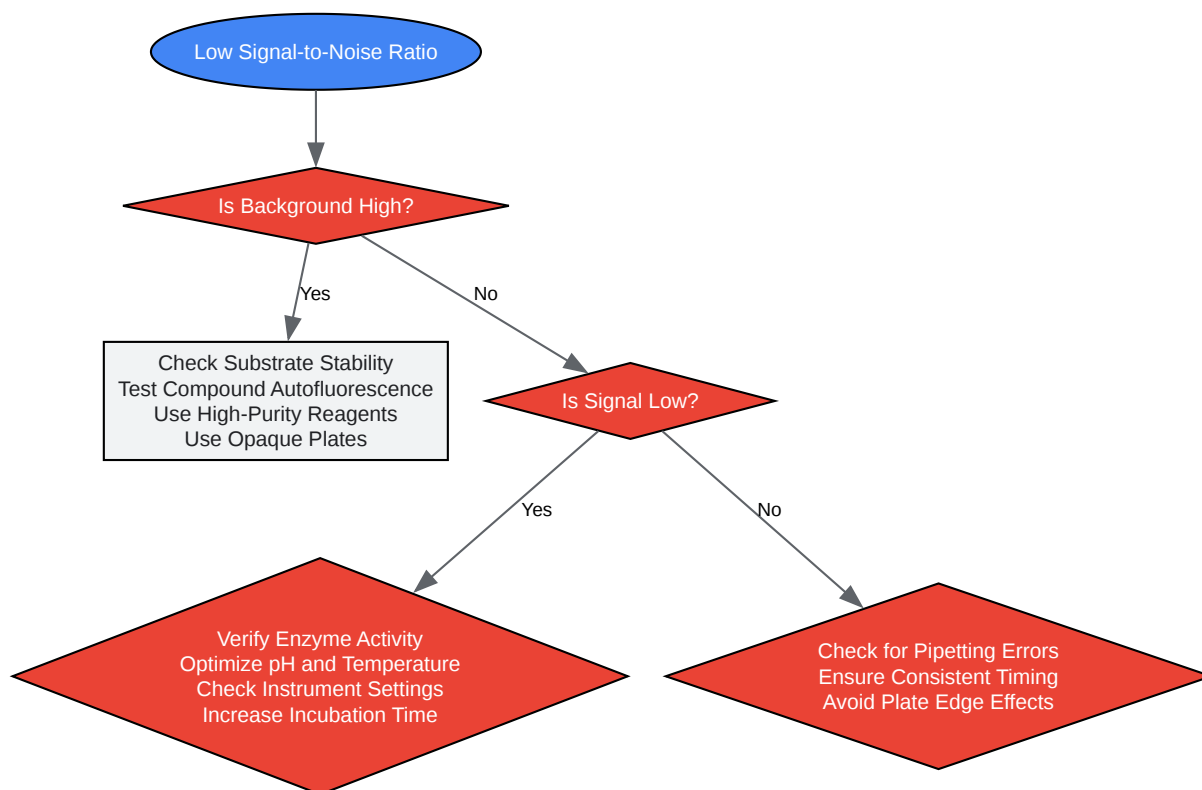 Low Signal-to-Noise Ratio
Is Background High?
Yes
No
Check Substrate Stability
Test Compound Autofluorescence
Use High-Purity Reagents
Use Opaque Plates
Is Signal Low?
Yes
No
Verify Enzyme Activity
Optimize pH and Temperature
Check Instrument Settings
Increase Incubation Time
Check for Pipetting Errors
Ensure Consistent Timing
Avoid Plate Edge Effects